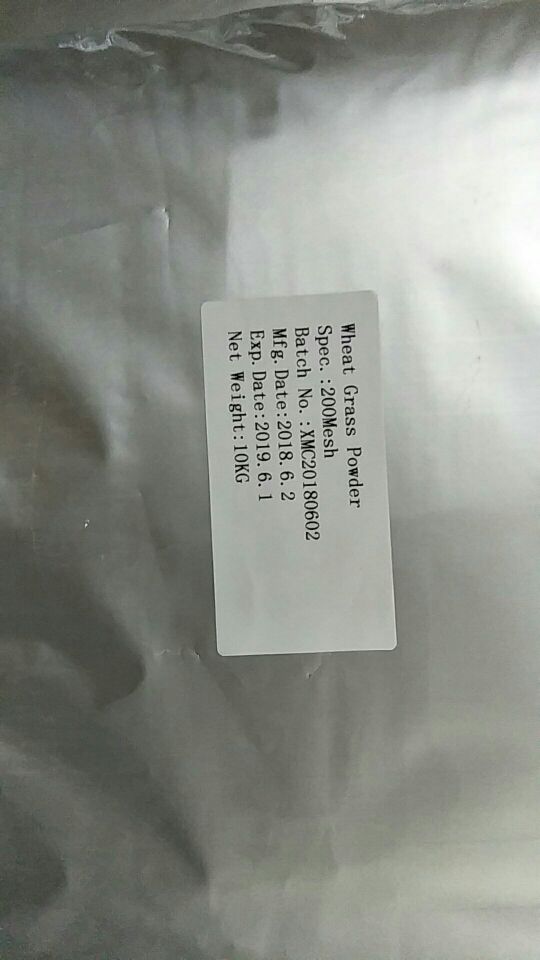 Wheat Grass Powder
Spec.:200Mesh
Batch No.:XMC20180602
Mfg.Date:2018.6.2
Exp.Date:2019.6.1
Net Weight:10KG